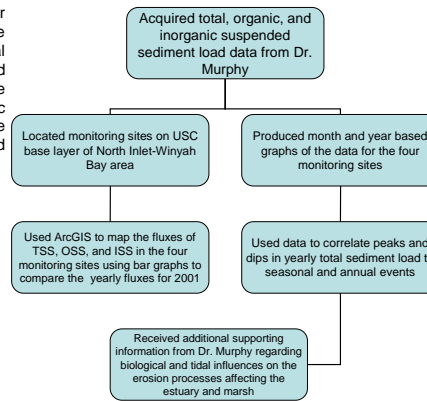 Acquired total, organic, and
inorganic suspended
sediment load data from Dr.
Murphy
Located monitoring sites on USC
base layer of North Inlet-Winyah
Bay area
Produced month and year based
graphs of the data for the four
monitoring sites
Used ArcGIS to map the fluxes of
TSS, OSS, and ISS in the four
monitoring sites using bar graphs to
compare the yearly fluxes for 2001
Used data to correlate peaks and
dips in yearly total sediment load
seasonal and annual events
Received additional supporting
information from Dr. Murphy regarding
biological and tidal influences on the
erosion processes affecting the
estuary and marsh